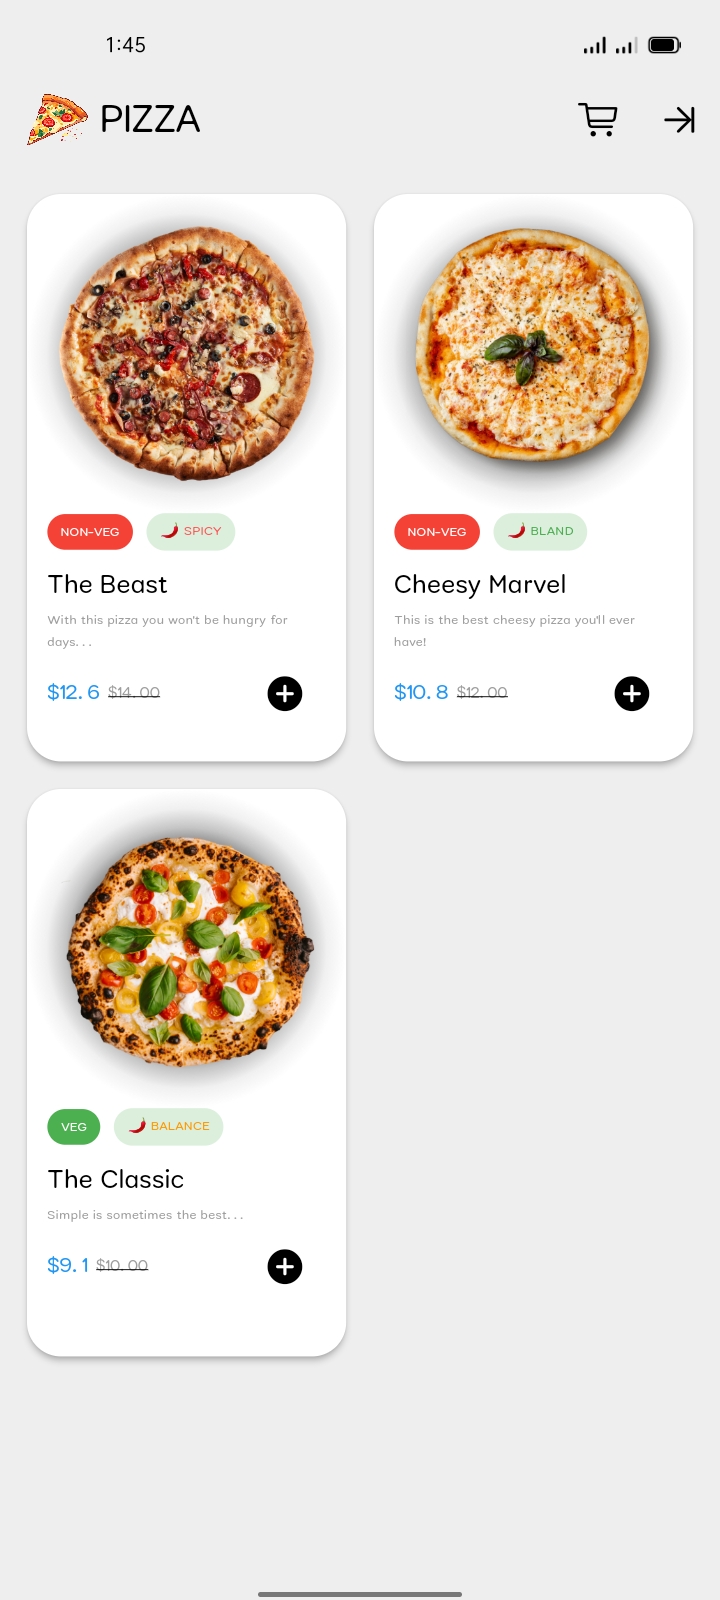 1:45
PIZZA
NON-VEG
SPICY
The Beast
With this pizza you won't be hungry for
days...
$12.6 $14.00
NON-VEG
BLAND
Cheesy Marvel
This is the best cheesy pizza you'll ever
have!
$10.8 $12.00
VEG
BALANCE
The Classic
Simple is sometimes the best...
$9.1 $10.00